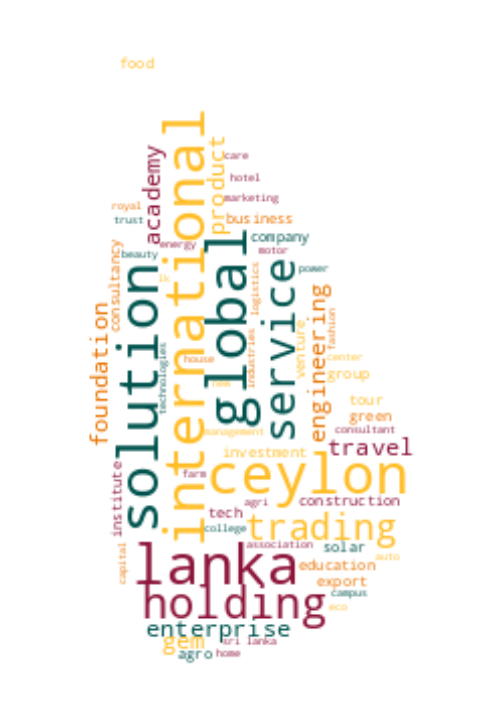 food
international
product
academy
care
hotel
marketing
royal
trust
business
company
energy
motor
beauty
consultancy
global
service
solution
lk
logistics
power
engineering
foundation
fashion
venture
industries
technologies
house
center
new
group
tour
green
management
consultant
travel
investment
ceylon
farm
institute
agri
construction
tech
trading
college
capital
association
solar
lanka
auto
education
export
holding
campus
eco
enterprise
gem
sri lanka
agro
home